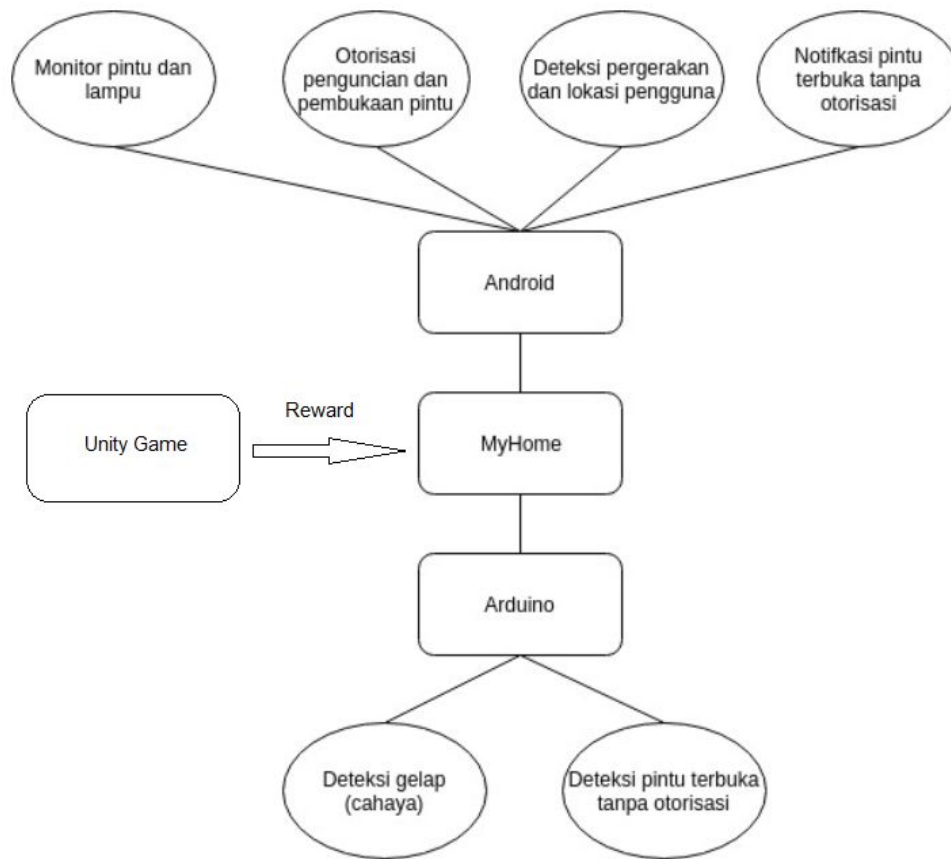 Monitor pintu dan
lampu
Otorisasi
penguncian dan
pembukaan pintu
Deteksi pergerakan
dan lokasi pengguna
Notifkasi pintu
terbuka tanpa
otorisasi
Android
Reward
Unity Game
MyHome
Arduino
Deteksi gelap
(cahaya)
Deteksi pintu terbuka
tanpa otorisasi